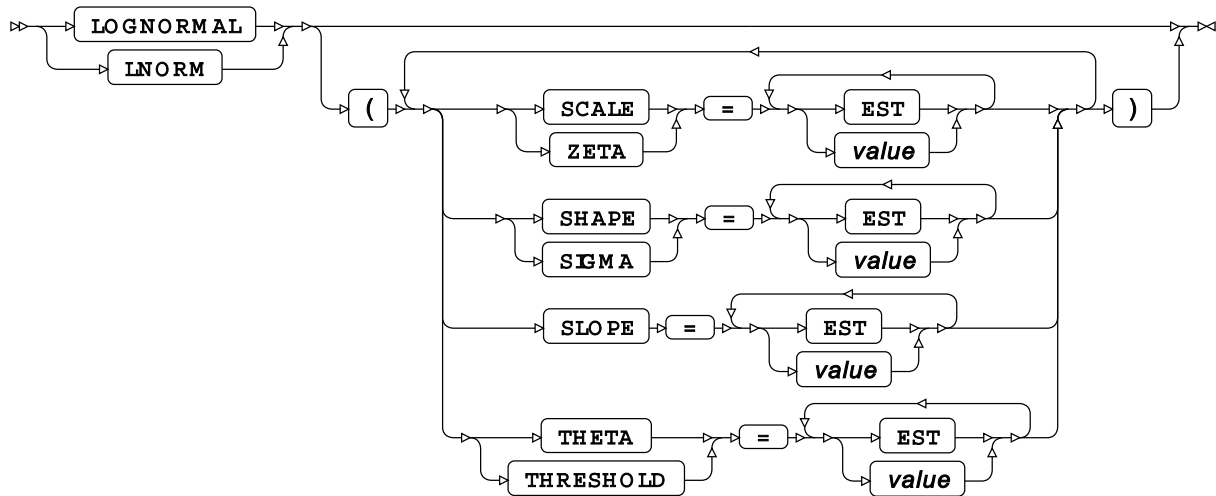 LOGNORMAL
LNORM
( SCALE = EST )
ZETA value
SHAPE = EST
SIGMA value
SLOPE = EST
value
THETA = EST
THRESHOLD value